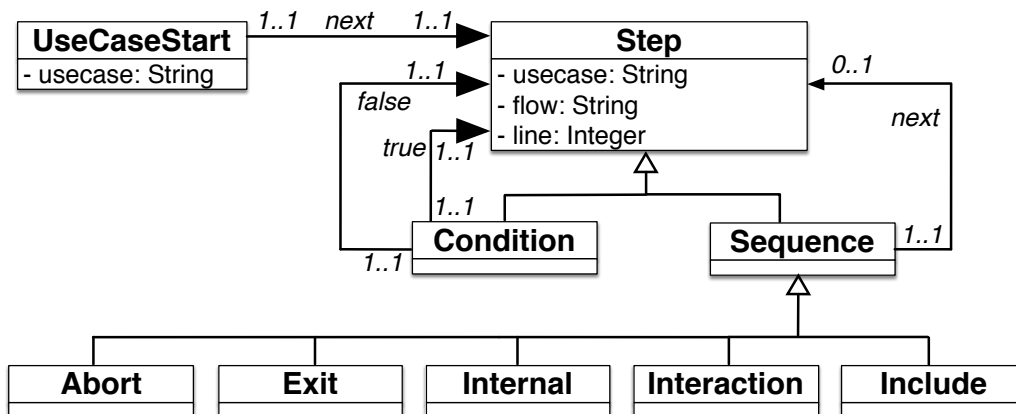 1..1 next 1..1
UseCaseStart
- usecase: String
Step
- usecase: String
- flow: String
- line: Integer
1..1
false
true
1..1
0..1
next
1..1
Condition
1..1
Sequence
1..1
Abort
Exit
Internal
Interaction
Include